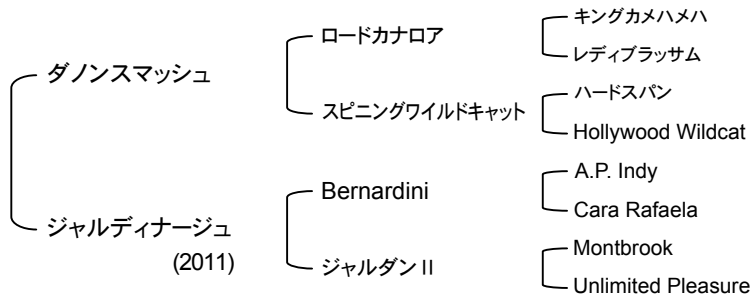 ダノンスマッシュ
ロードカナロア
キングカメハメハ
レディブラッサム
スピニングワイルドキャット
ハードスパン
Hollywood Wildcat
ジャルディナージュ
(2011)
Bernardini
A.P. Indy
Cara Rafaela
ジャルダンⅡ
Montbrook
Unlimited Pleasure